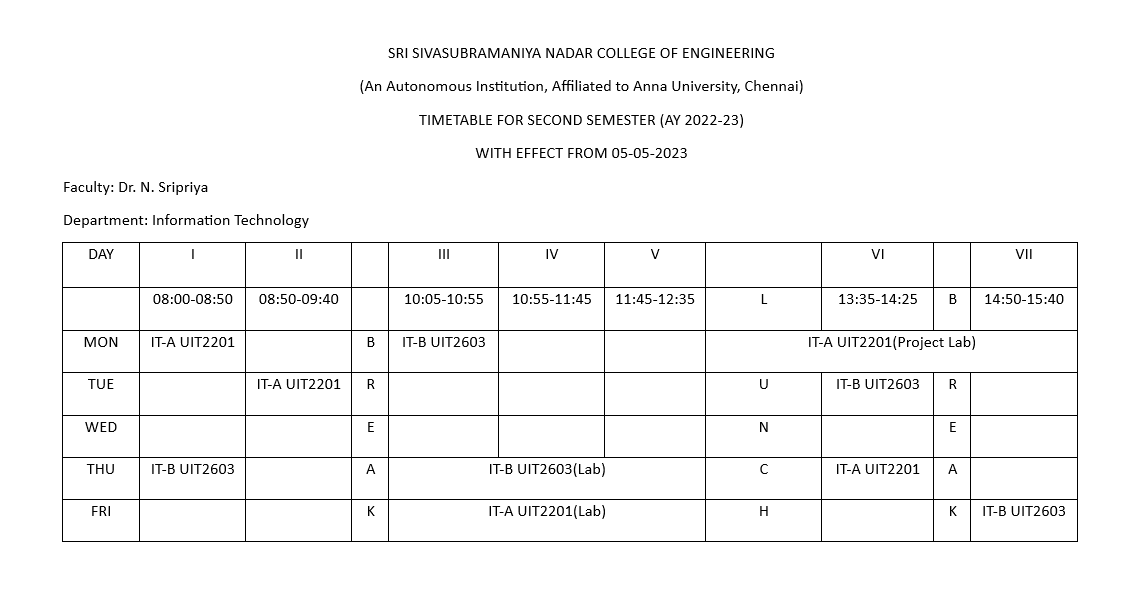 SRI SIVASUBRAMANIYA NADAR COLLEGE OF ENGINEERING
(An Autonomous Institution, Affiliated to Anna University, Chennai)
TIMETABLE FOR SECOND SEMESTER (AY 2022-23)
WITH EFFECT FROM 05-05-2023
Faculty: Dr. N. Sripriya
Department: Information Technology
DAY I II III IV V VI VII
08:00-08:50 08:50-09:40 10:05-10:55 10:55-11:45 11:45-12:35 L 13:35-14:25 B 14:50-15:40
MON IT-A UIT2201 B IT-B UIT2603 IT-A UIT2201(Project Lab)
TUE IT-A UIT2201 R U IT-B UIT2603 R
WED E N E
THU IT-B UIT2603 A IT-B UIT2603(Lab) C IT-A UIT2201 A
FRI K IT-A UIT2201(Lab) H K IT-B UIT2603